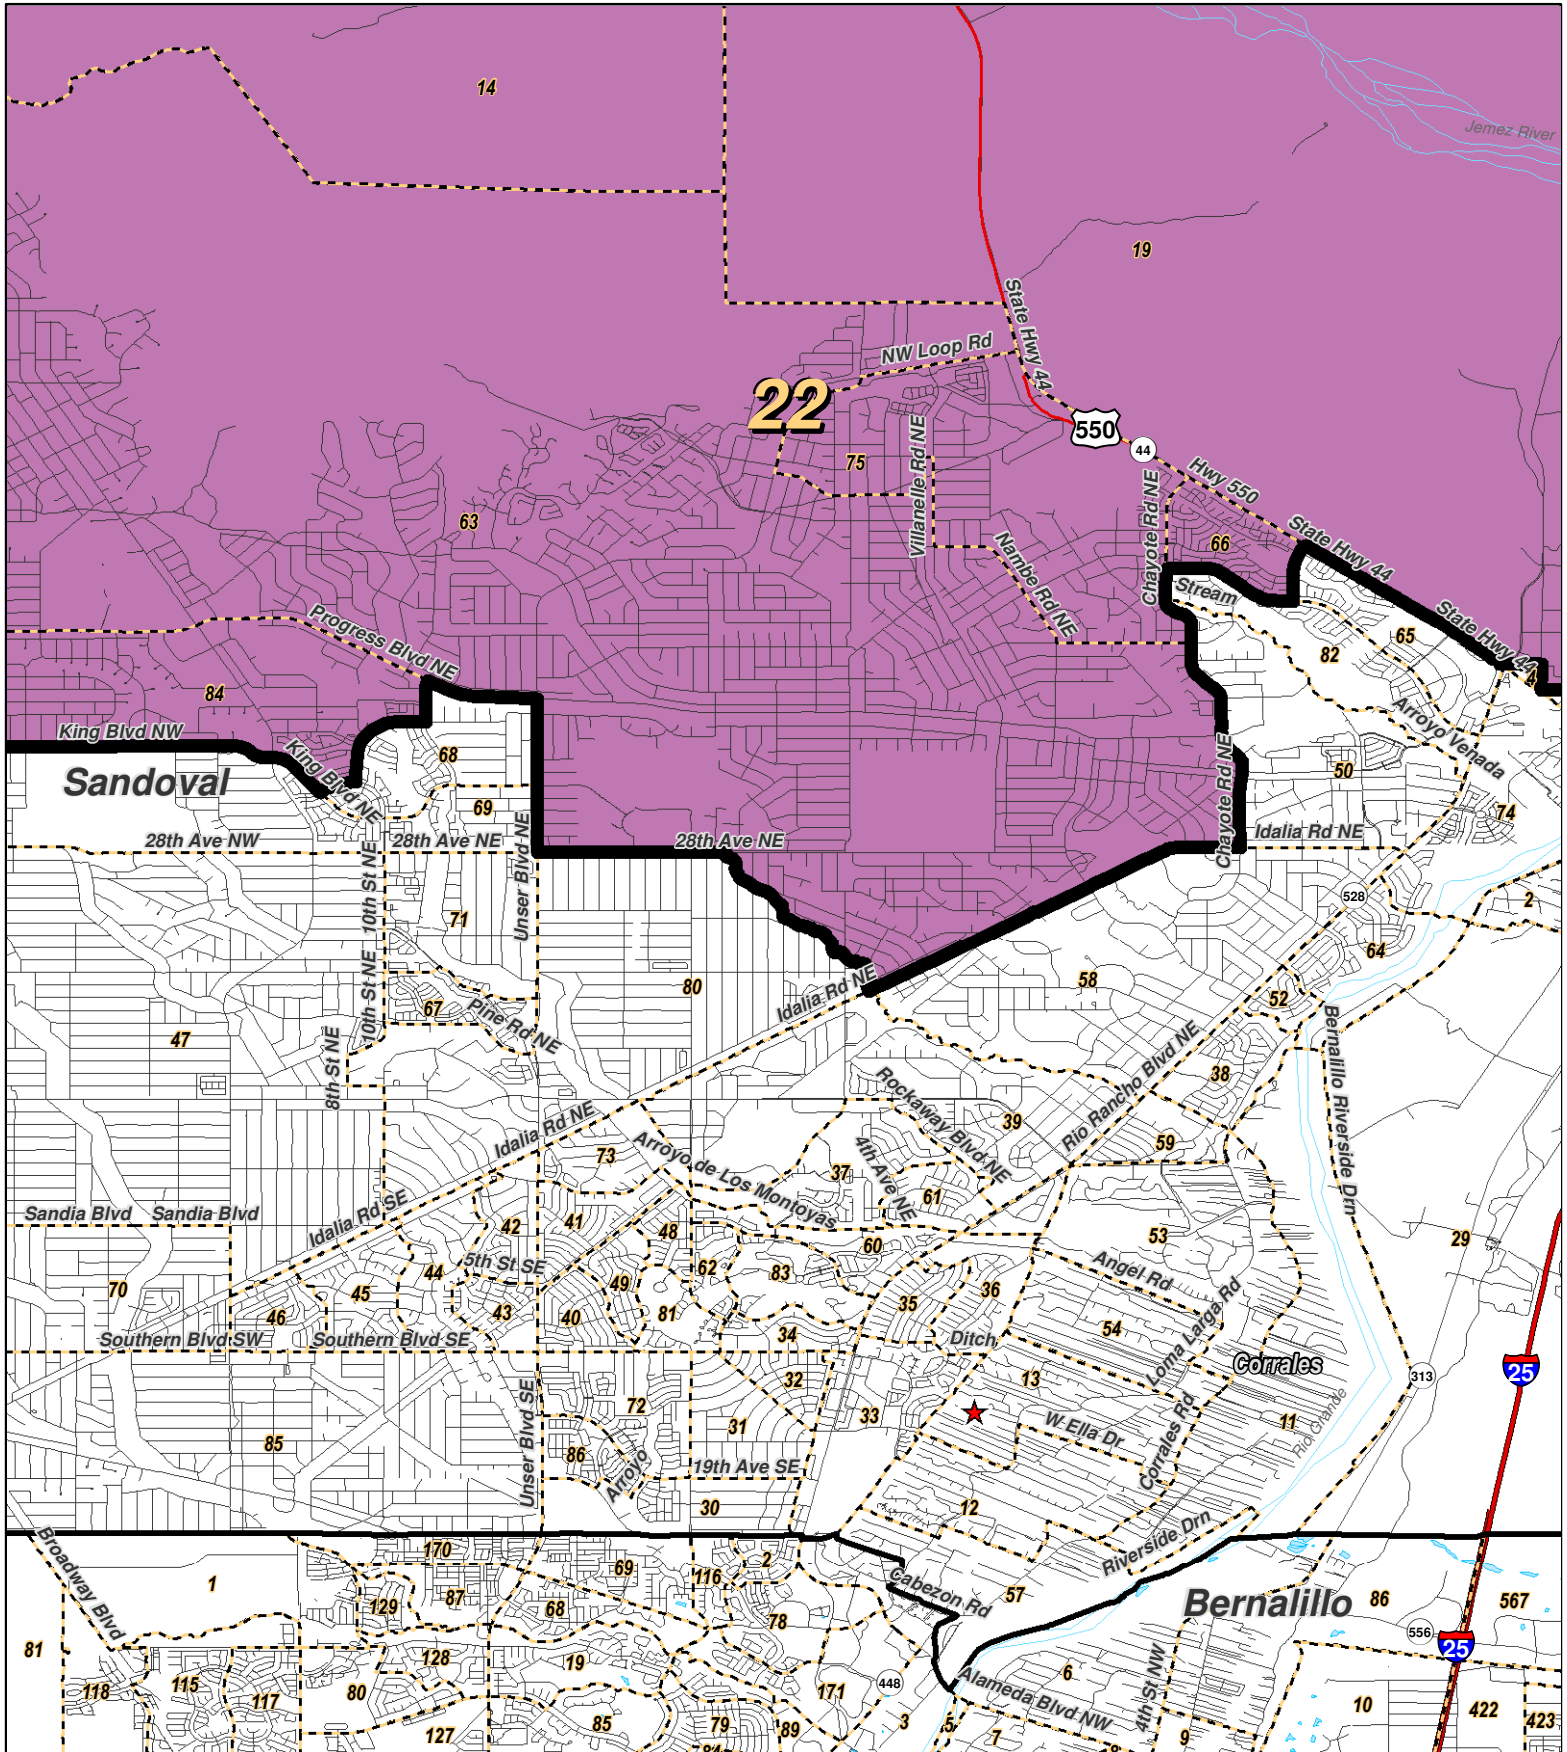 14
Jemez River
19
State Hwy 44
NW Loop Rd
22
550
44
75
Villanelle Rd NE
Hwy 550
Chayote Rd NE
63
66
State Hwy 44
Nambe Rd NE
Stream
State Hwy 44
65
82
4
Progress Blvd NE
84
King Blvd NW
King Blvd NE
68
Arroyo Venada
50
Chayote Rd NE
Sandoval
69
74
28th Ave NW
28th Ave NE
28th Ave NE
Idalia Rd NE
10th St NE
Unser Blvd NE
528
2
71
64
80
58
Idalia Rd NE
52
67
Pine Rd NE
10th St NE
47
8th St NE
Bernalillo Riverside Drn
Rio Rancho Blvd NE
38
Rockaway Blvd NE
39
Idalia Rd NE
59
73
Arroyo de Los Montoyas
37
4th Ave NE
61
Sandia Blvd
Sandia Blvd
Idalia Rd SE
42
41
48
60
53
29
5th St SE
44
62
83
Angel Rd
70
45
49
36
35
46
43
40
81
34
54
Loma Larga Rd
Southern Blvd SW
Southern Blvd SE
Ditch
Corrales
25
313
32
13
72
33
31
W Ella Dr
Corrales Rd
11
Rio Grande
85
Unser Blvd SE
86
Arroyo
19th Ave SE
30
12
Riverside Drn
Broadway Blvd
170
69
2
116
1
129
87
68
Cabezon Rd
57
Bernalillo
86
567
78
556
25
81
128
19
6
118
115
117
80
171
448
Alameda Blvd NW
4th St NW
10
422
423
127
85
79
89
3
5
7
9
84
8